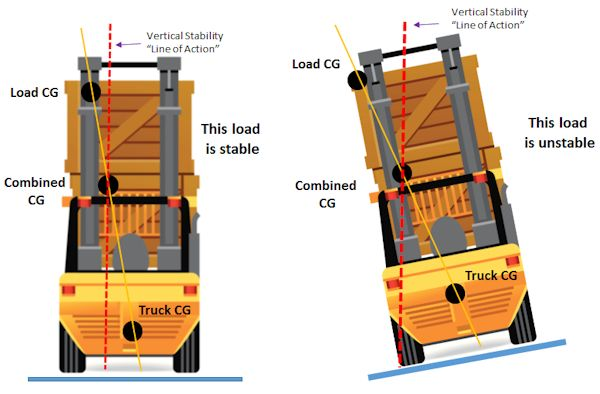 Vertical Stability
“Line of Action”
Load CG
This load
is stable
Combined
CG
Truck CG
Vertical Stability
“Line of Action”
Load CG
This load
is unstable
Combined
CG
Truck CG